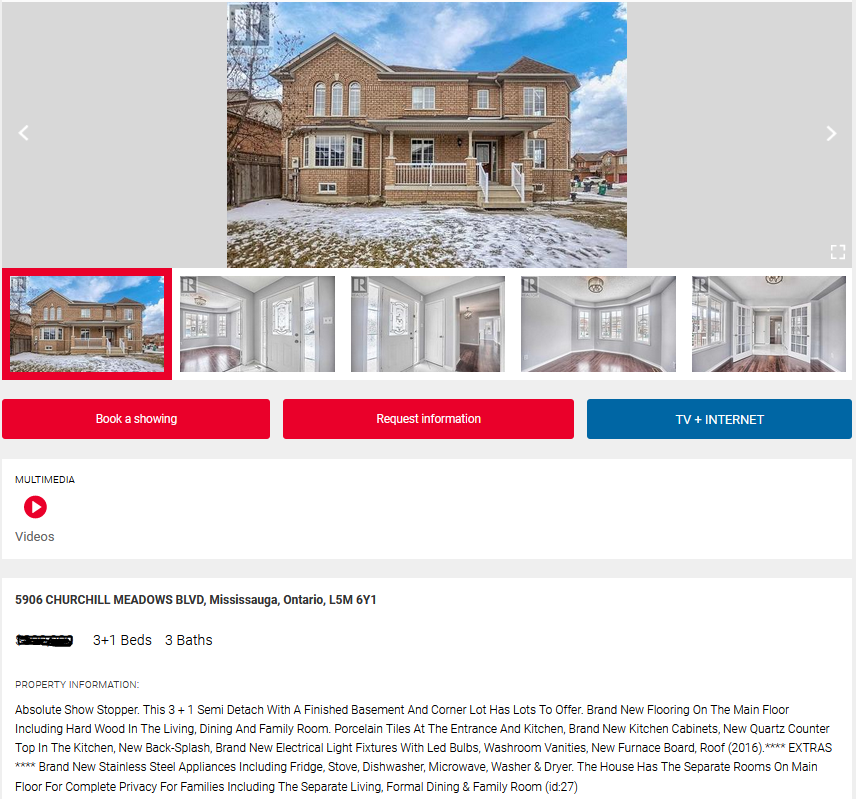 R
REALTOR
R
R
R
R
R
Book a showing
Request information
TV + INTERNET
MULTIMEDIA
Videos
5906 CHURCHILL MEADOWS BLVD, Mississauga, Ontario, L5M 6Y1
3+1 Beds 3 Baths
PROPERTY INFORMATION:
Absolute Show Stopper. This 3 + 1 Semi Detach With A Finished Basement And Corner Lot Has Lots To Offer. Brand New Flooring On The Main Floor
Including Hard Wood In The Living, Dining And Family Room. Porcelain Tiles At The Entrance And Kitchen, Brand New Kitchen Cabinets, New Quartz Counter
Top In The Kitchen, New Back-Splash, Brand New Electrical Light Fixtures With Led Bulbs, Washroom Vanities, New Furnace Board, Roof (2016).**** EXTRAS
**** Brand New Stainless Steel Appliances Including Fridge, Stove, Dishwasher, Microwave, Washer & Dryer. The House Has The Separate Rooms On Main
Floor For Complete Privacy For Families Including The Separate Living, Formal Dining & Family Room (id:27)